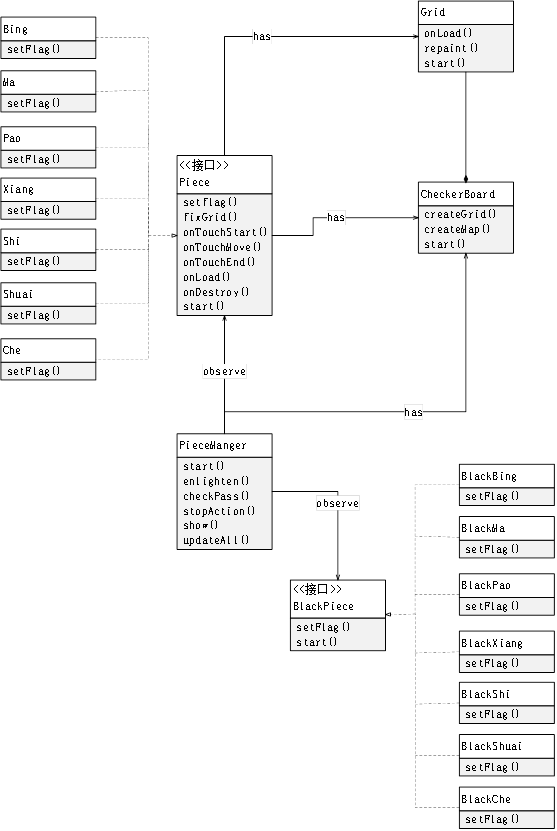 Grid
onLoad()
repaint()
start()
has
Bing
setFlag()
Ma
setFlag()
Pao
setFlag()
Xiang
setFlag()
Shi
setFlag()
Shuai
setFlag()
Che
setFlag()
<<接口>>
Piece
setflag()
fixGrid()
onTouchStart()
onTouchMove()
onTouchEnd()
onLoad()
onDestroy()
start()
has
CheckerBoard
createGrid()
createMap()
start()
observe
has
PieceManger
start()
enlighten()
checkPass()
stopAction()
show()
updateAll()
observe
<<接口>>
BlackPiece
setFlag()
start()
BlackBing
setFlag()
BlackMa
setFlag()
BlackPao
setFlag()
BlackXiang
setFlag()
BlackShi
setFlag()
BlackShuai
setFlag()
BlackChe
setFlag()